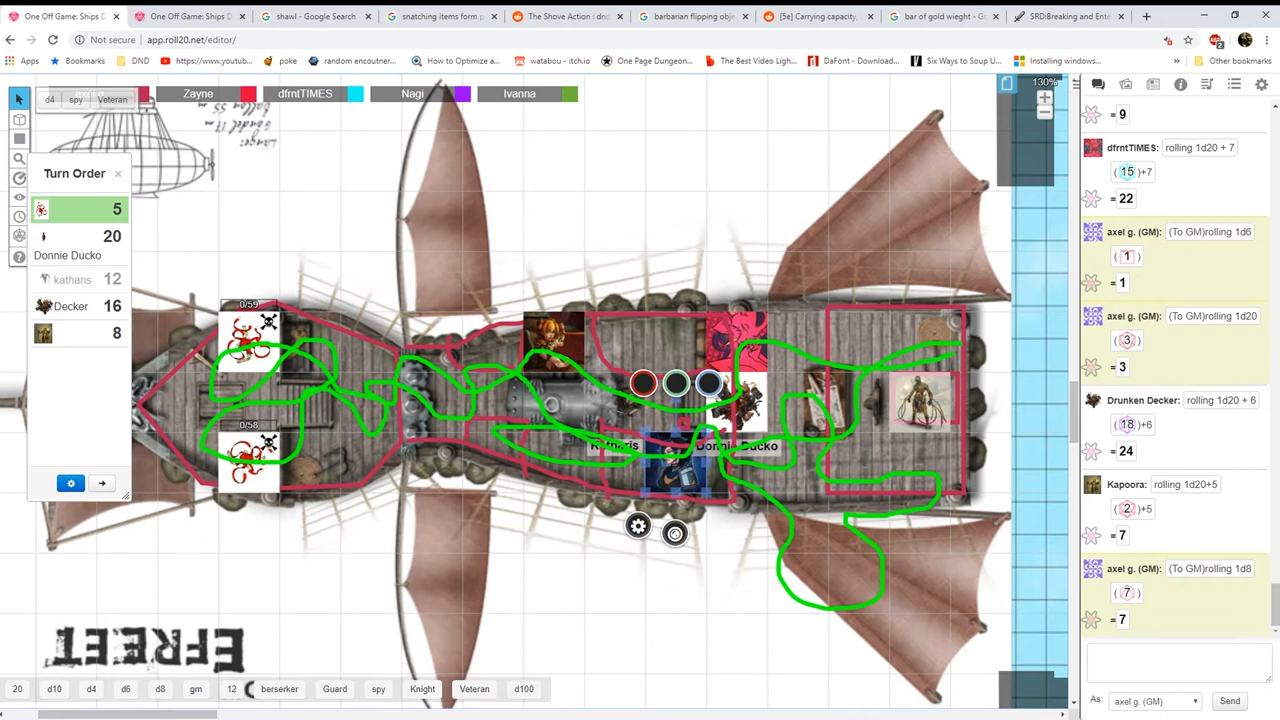 One Off Game: Ships D
One Off Game: Ships D
shawl - Google Search
snatching items form p
The Shove Action : dnd
barbarian flipping obje
[5e] Carrying capacity,
bar of gold wieght - Go
SRD:Breaking and Ente
Not secure | app.roll20.net/editor/
Apps
Bookmarks
DND
https://www.youtub...
poke
random encoutner...
How to Optimize a...
watabou (itch.io)
One Page Dungeon...
The Best Video Ligh...
DaFont - Download...
Six Ways to Soup U...
Installing windows...
Other bookmarks
d4 spy Veteran
Zayne
dfrntTIMES
Nagi
Ivanna
130%
Turn Order
5
20
Donnie Ducko
katharis 12
Decker 16
8
0/59
0/58
Katharis
Donnie Ducko
EFREET
20 d10 d4 d6 d8 gm 12 berserker Guard spy Knight Veteran d100
= 9
dfrntTIMES: rolling 1d20 + 7
(15)+7
= 22
axel g. (GM): (To GM)rolling 1d6
(1)
= 1
axel g. (GM): (To GM)rolling 1d20
(3)
= 3
Drunken Decker: rolling 1d20 + 6
(18)+6
= 24
Kapoora: rolling 1d20+5
(2)+5
= 7
axel g. (GM): (To GM)rolling 1d8
(7)
= 7
As: axel g. (GM)
Send